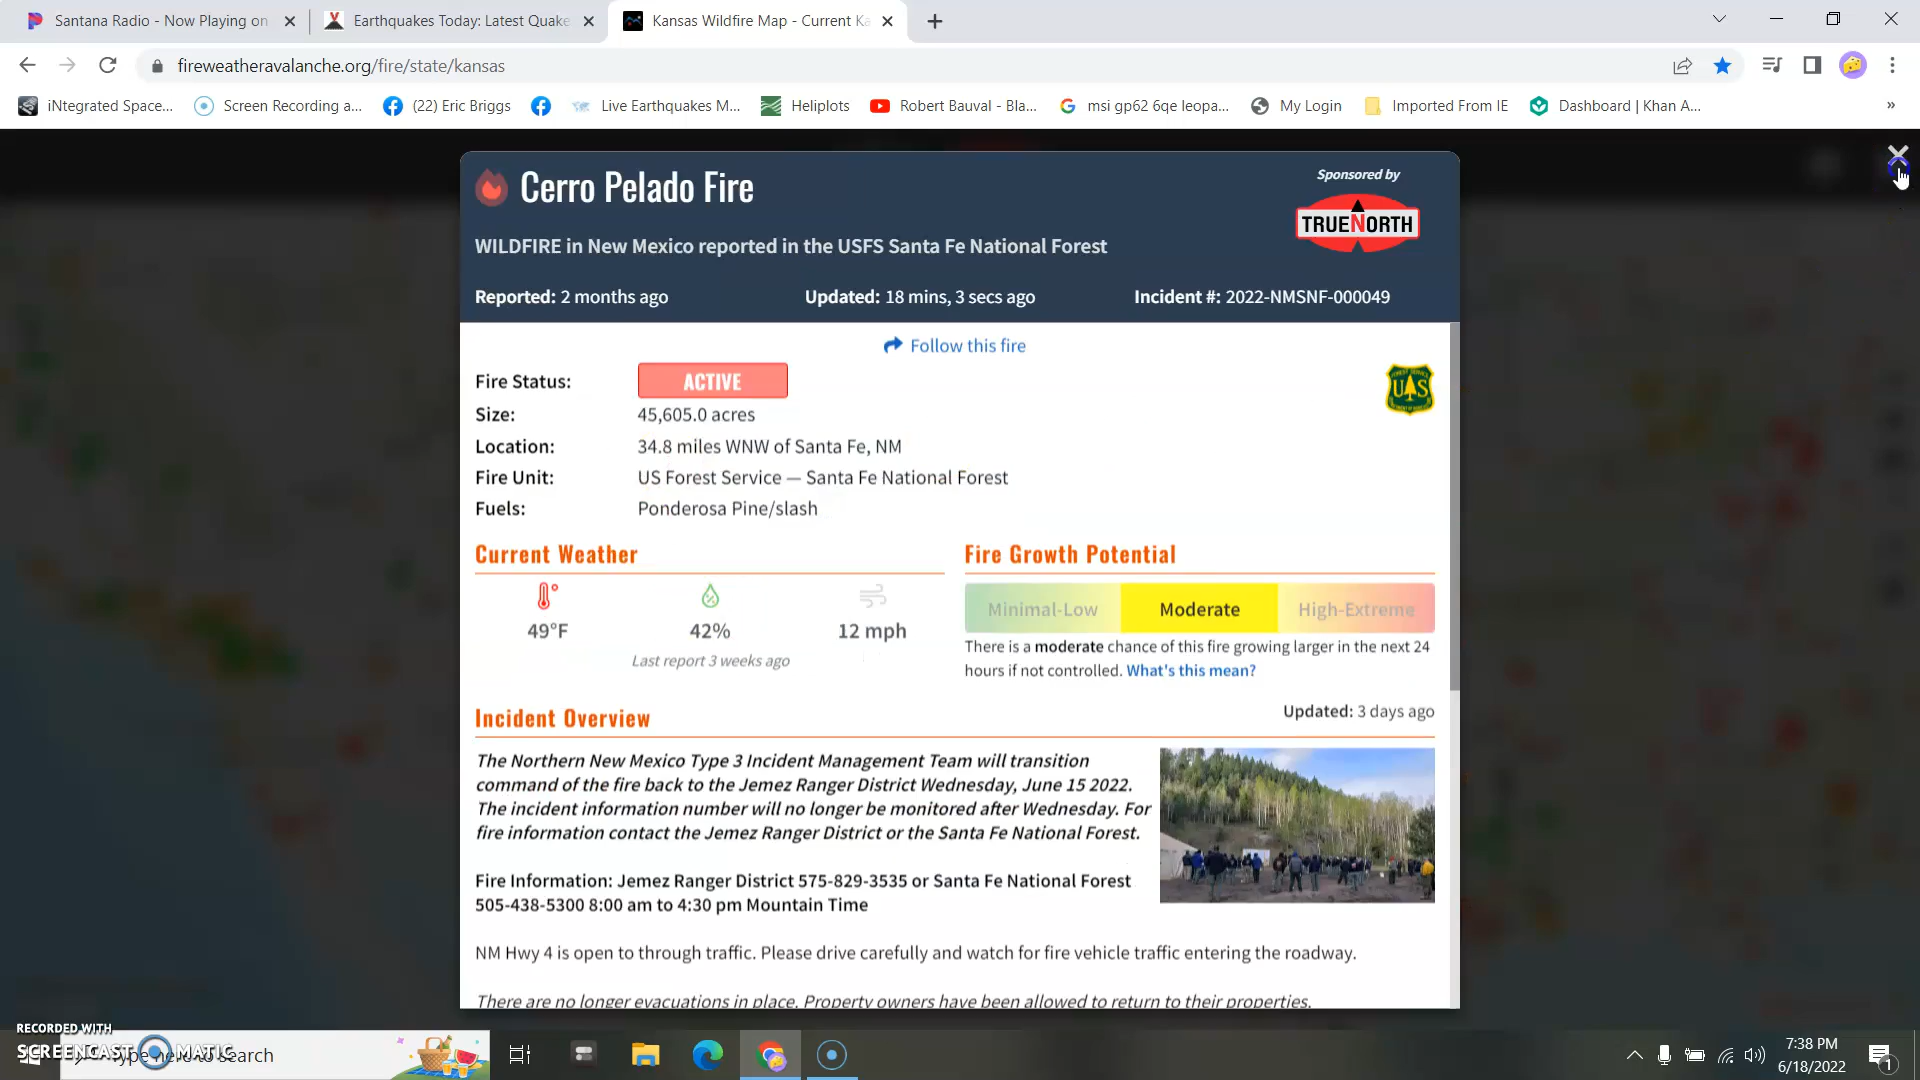 Santana Radio - Now Playing on
Earthquakes Today: Latest Quake
Kansas Wildfire Map - Current Ka
fireweatheravalanche.org/fire/state/kansas
iNtegrated Space...
Screen Recording a...
(22) Eric Briggs
Live Earthquakes M...
Heliplots
Robert Bauval - Bla...
msi gp62 6qe leopa...
My Login
Imported From IE
Dashboard | Khan A...
»
Cerro Pelado Fire
Sponsored by
TRUENORTH
WILDFIRE in New Mexico reported in the USFS Santa Fe National Forest
Reported: 2 months ago
Updated: 18 mins, 3 secs ago
Incident #: 2022-NMSNF-000049
Follow this fire
Fire Status: ACTIVE
Size: 45,605.0 acres
Location: 34.8 miles WNW of Santa Fe, NM
Fire Unit: US Forest Service — Santa Fe National Forest
Fuels: Ponderosa Pine/slash
FOREST SERVICE
U S
Current Weather
49°F
42%
12 mph
Last report 3 weeks ago
Fire Growth Potential
Minimal-Low
Moderate
High-Extreme
There is a moderate chance of this fire growing larger in the next 24
hours if not controlled. What's this mean?
Incident Overview
Updated: 3 days ago
The Northern New Mexico Type 3 Incident Management Team will transition
command of the fire back to the Jemez Ranger District Wednesday, June 15 2022.
The incident information number will no longer be monitored after Wednesday. For
fire information contact the Jemez Ranger District or the Santa Fe National Forest.
Fire Information: Jemez Ranger District 575-829-3535 or Santa Fe National Forest
505-438-5300 8:00 am to 4:30 pm Mountain Time
NM Hwy 4 is open to through traffic. Please drive carefully and watch for fire vehicle traffic entering the roadway.
There are no longer evacuations in place. Property owners have been allowed to return to their properties.
RECORDED WITH
SCREENCAST MATIC
Type here to search
7:38 PM
6/18/2022
1